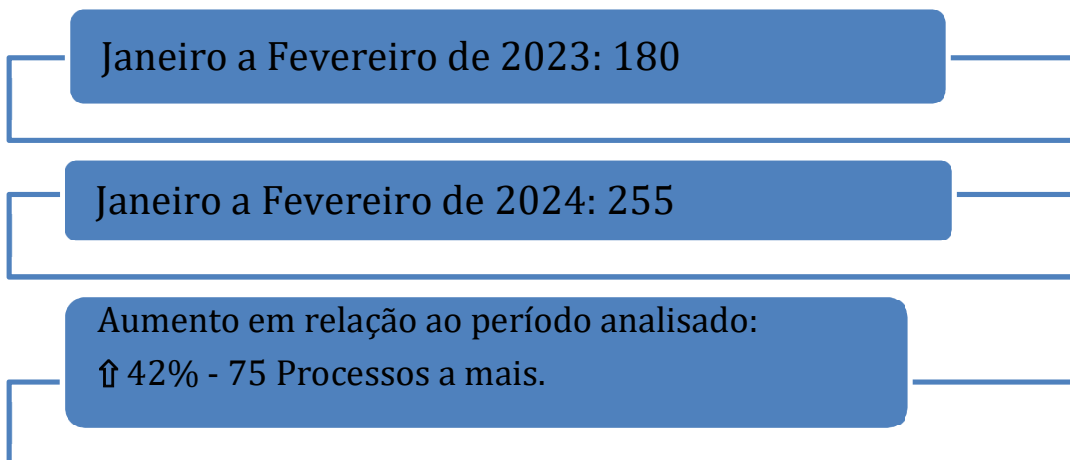 Janeiro a Fevereiro de 2023: 180
Janeiro a Fevereiro de 2024: 255
Aumento em relação ao período analisado:
⇧ 42% - 75 Processos a mais.